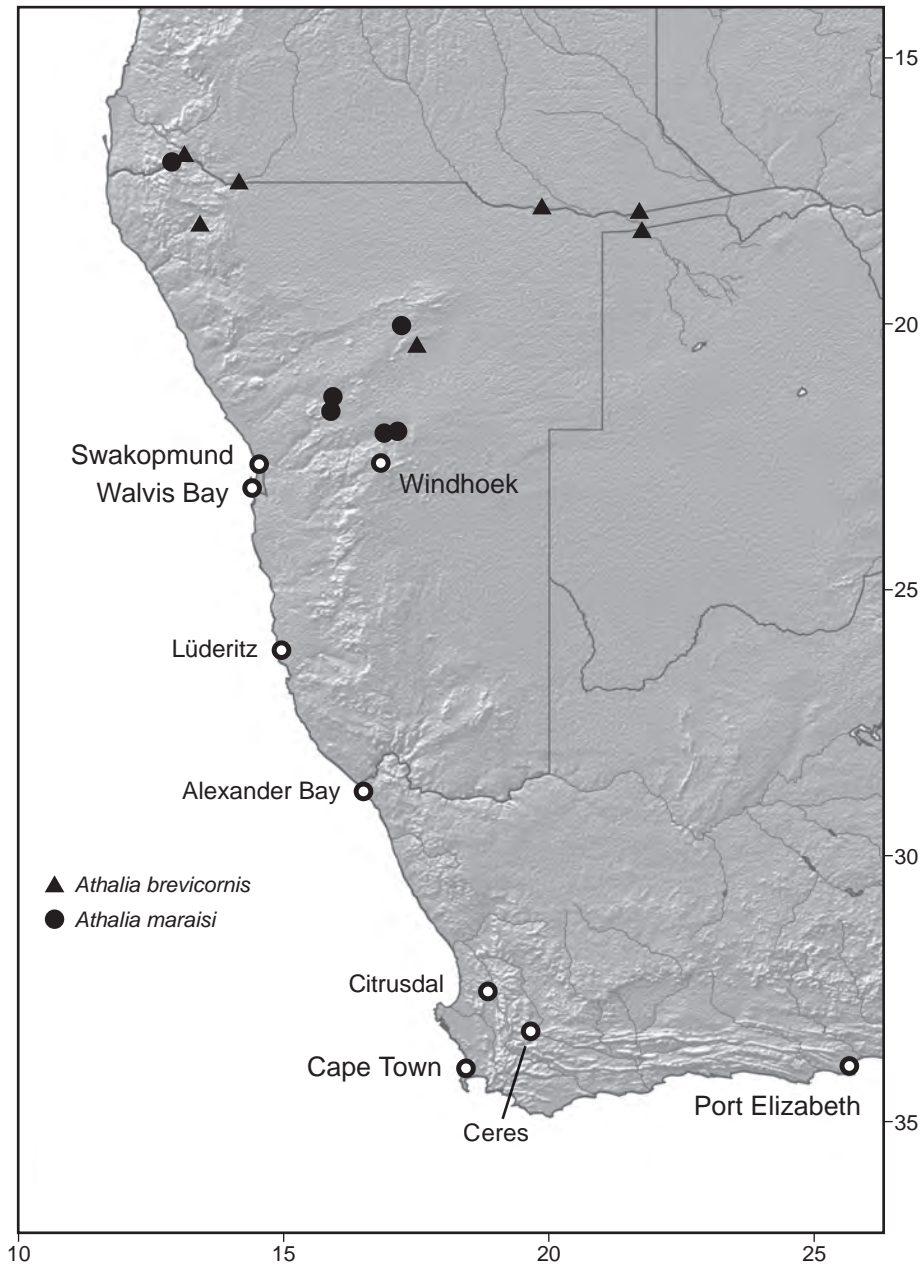 15
20
Swakopmund
Walvis Bay
Windhoek
25
Lüderitz
Alexander Bay
30
Athalia brevicornis
Athalia maraisi
Citrusdal
Cape Town
Port Elizabeth
Ceres
35
10 15 20 25